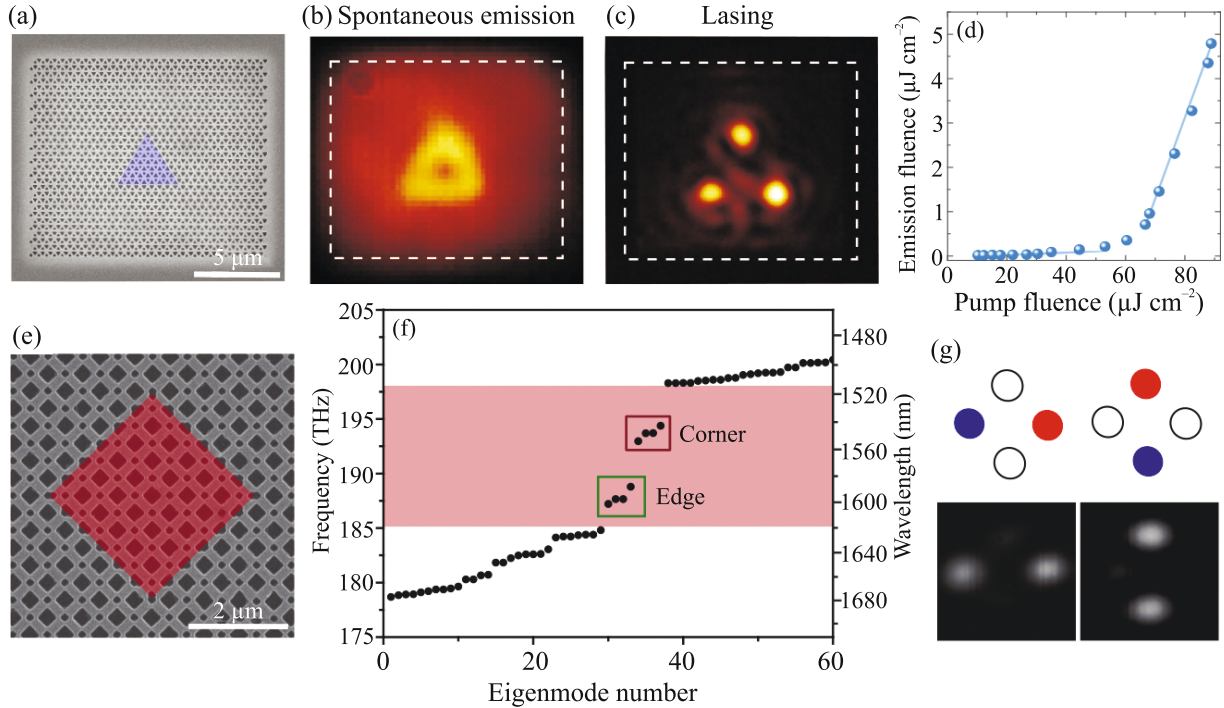 (a)
5 μm
(b) Spontaneous emission
(c) Lasing
(d)
Emission fluence (μJ cm⁻²)
5
4
3
2
1
0
0 20 40 60 80
Pump fluence (μJ cm⁻²)
(e)
2 μm
(f)
Frequency (THz)
205
200
195
190
185
180
175
0 20 40 60
Eigenmode number
Corner
Edge
Wavelength (nm)
1480
1520
1560
1600
1640
1680
(g)